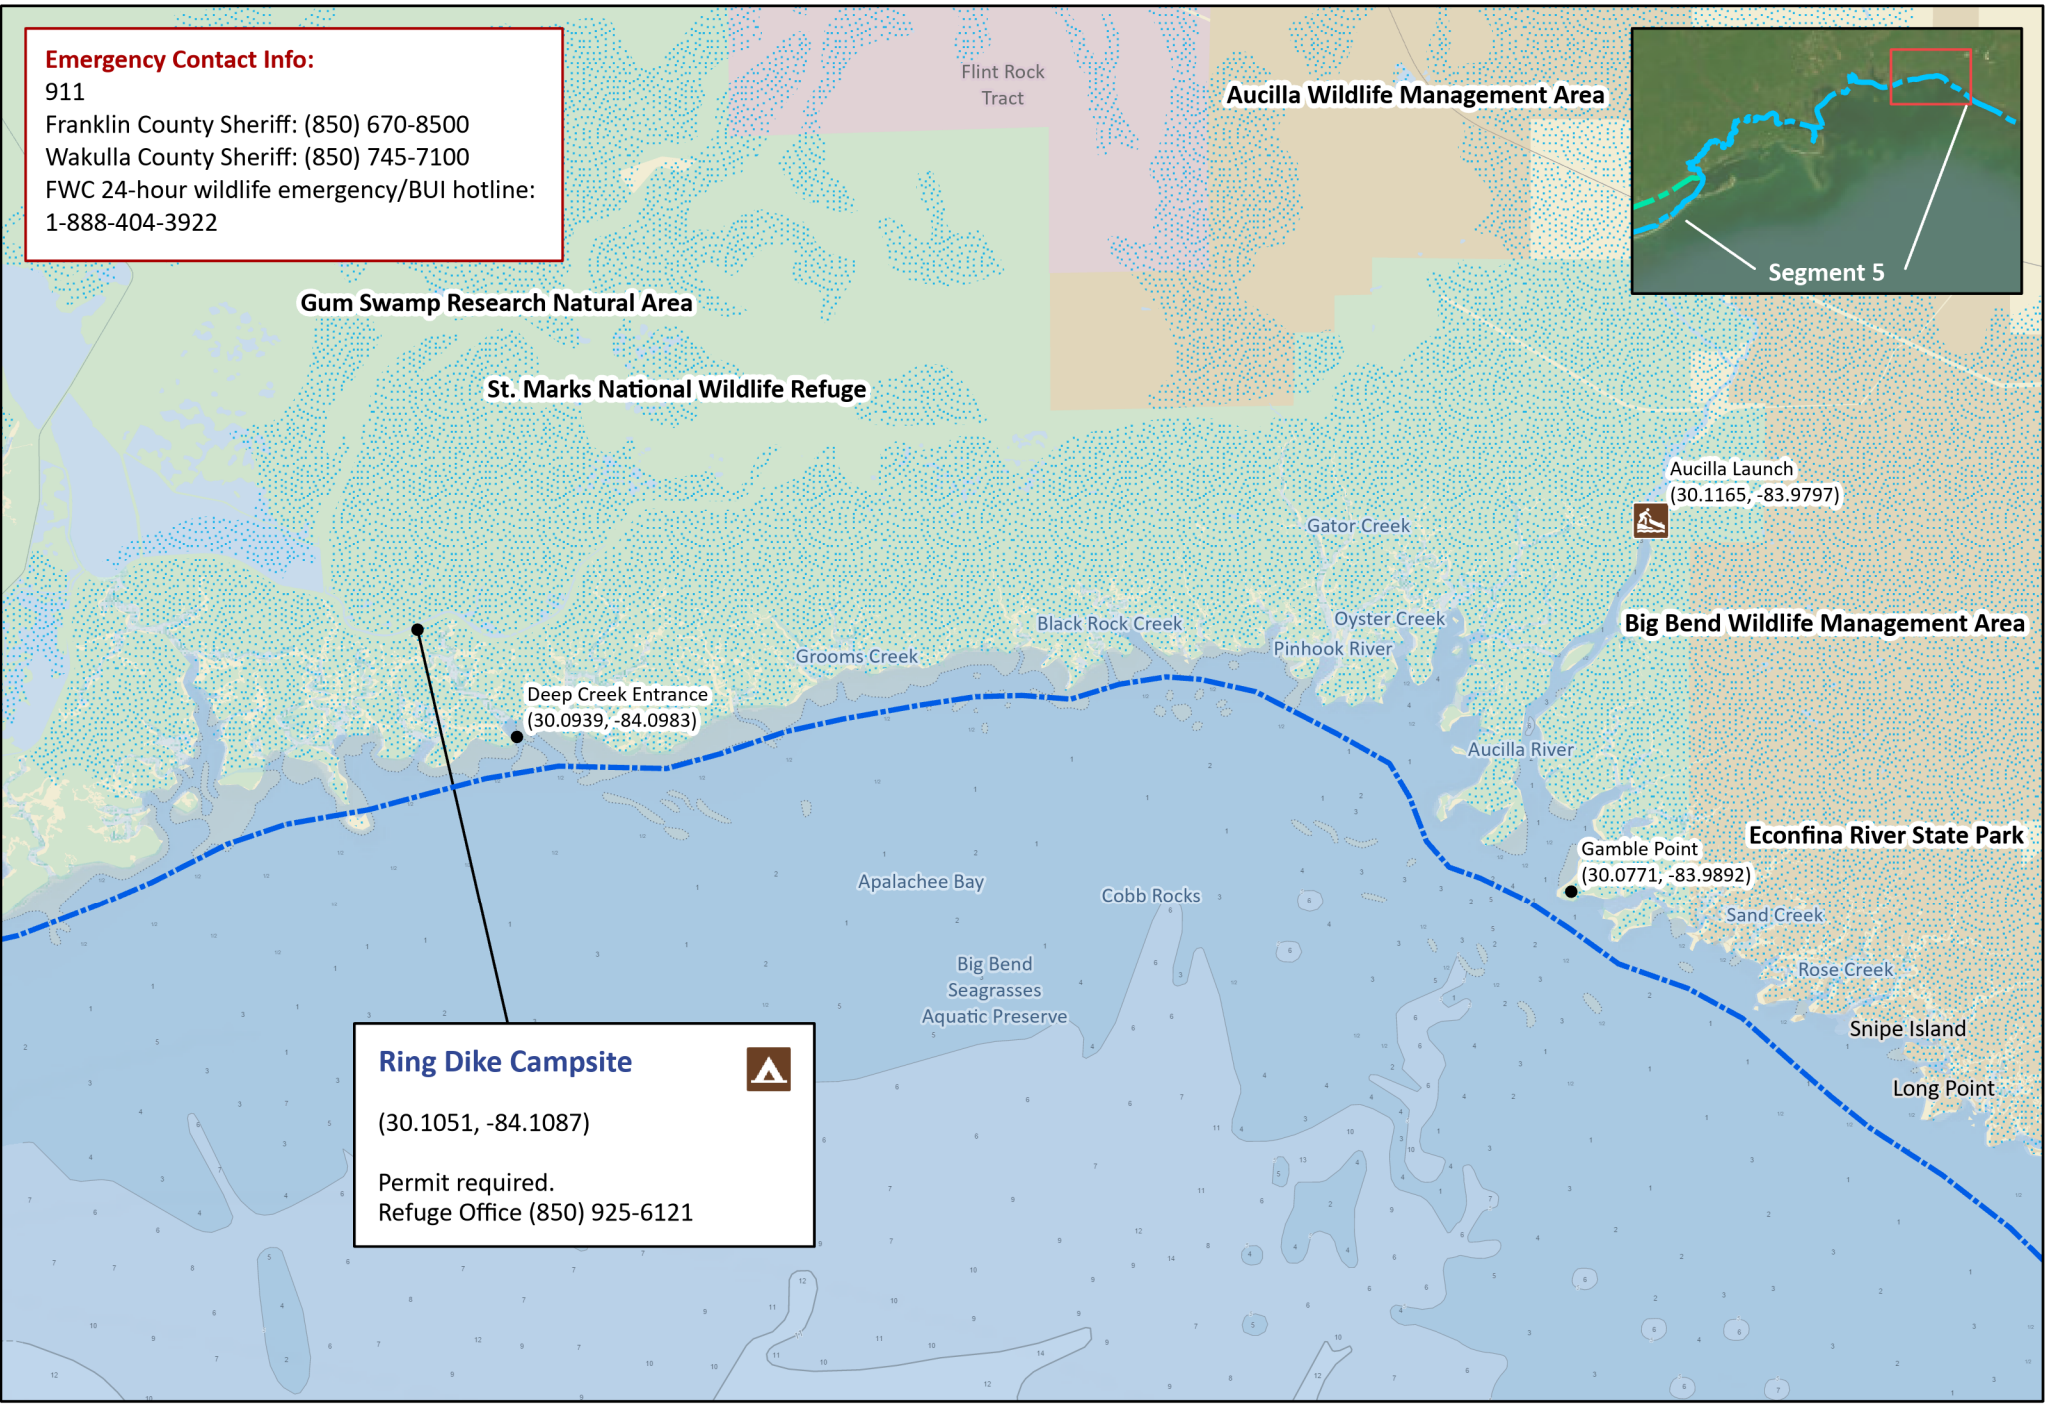 Emergency Contact Info:
911
Franklin County Sheriff: (850) 670-8500
Wakulla County Sheriff: (850) 745-7100
FWC 24-hour wildlife emergency/BUI hotline:
1-888-404-3922
Flint Rock
Tract
Aucilla Wildlife Management Area
Segment 5
Gum Swamp Research Natural Area
St. Marks National Wildlife Refuge
Aucilla Launch
(30.1165, -83.9797)
Gator Creek
Black Rock Creek
Oyster Creek
Big Bend Wildlife Management Area
Grooms Creek
Pinhook River
Deep Creek Entrance
(30.0939, -84.0983)
Aucilla River
Econfina River State Park
Gamble Point
(30.0771, -83.9892)
Apalachee Bay
Cobb Rocks
Sand Creek
Big Bend
Seagrasses
Aquatic Preserve
Rose Creek
Snipe Island
Long Point
Ring Dike Campsite
(30.1051, -84.1087)
Permit required.
Refuge Office (850) 925-6121